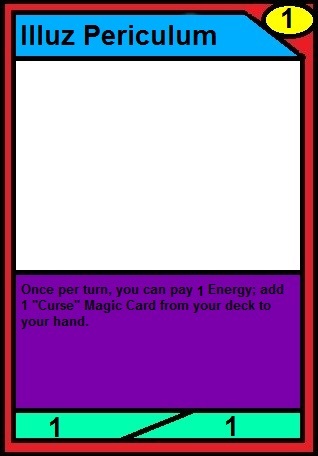 Illuz Periculum
1
Once per turn, you can pay 1 Energy; add
1 "Curse" Magic Card from your deck to
your hand.
1 1